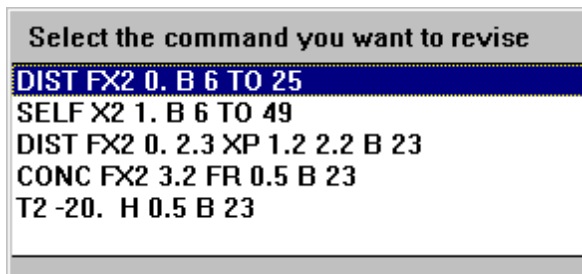 Select the command you want to revise
DIST FX2 0. B 6 TO 25
SELF X2 1. B 6 TO 49
DIST FX2 0. 2.3 XP 1.2 2.2 B 23
CONC FX2 3.2 FR 0.5 B 23
T2 -20.  H 0.5 B 23